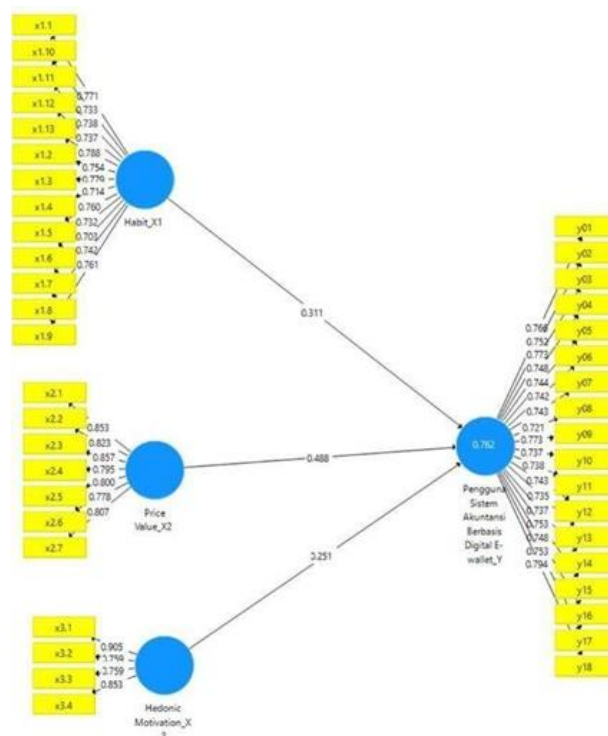 x1.1
x1.10
x1.11
x1.12
x1.13
x1.2
x1.3
x1.4
x1.5
x1.6
x1.7
x1.8
x1.9
0.771
0.733
0.738
0.737
0.788
0.754
0.779
0.714
0.760
0.732
0.703
0.742
0.761
Habit_X1
0.311
x2.1
x2.2
x2.3
x2.4
x2.5
x2.6
x2.7
0.853
0.823
0.857
0.795
0.800
0.778
0.807
Price
Value_X2
0.488
x3.1
x3.2
x3.3
x3.4
0.905
0.759
0.759
0.853
Hedonic
Motivation_X
0.251
0.762
Pengguna
Sistem
Akuntansi
Berbasis
Digital E-
wallet_Y
0.766
0.752
0.773
0.748
0.744
0.742
0.743
0.721
0.773
0.737
0.738
0.743
0.735
0.737
0.753
0.748
0.753
0.794
y01
y02
y03
y04
y05
y06
y07
y08
y09
y10
y11
y12
y13
y14
y15
y16
y17
y18